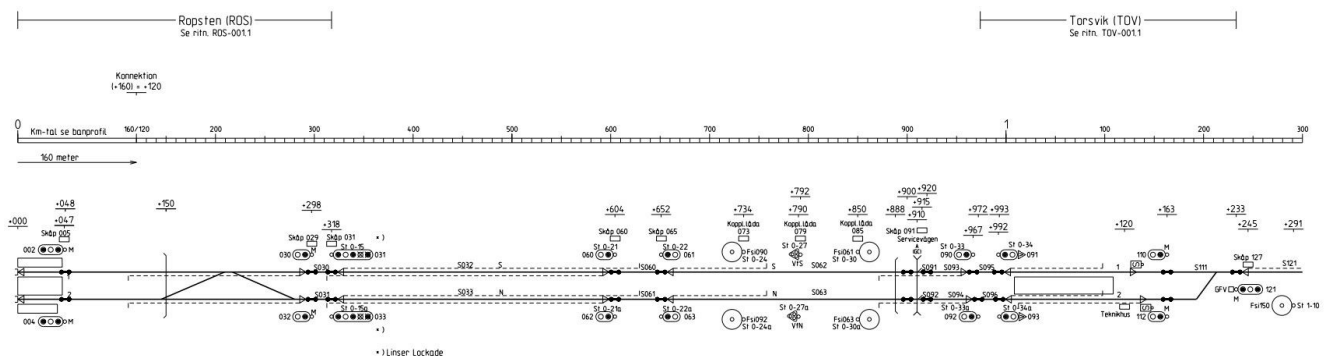 Ropsten (ROS)
Se ritn. ROS-001.1
Torsvik (TOV)
Se ritn. TOV-001.1
Konnektion
(+160) = +120
0 Km-tal se banprofil 160/120 200 300 400 500 600 700 800 900 1 100 200 300
160 meter
+792
+900 +920
+048 +298 +604 +652 +734 +790 +850 +915 +972 +993 +163 +233
+000 +047 +150 +318 +888 +910 +967 +992 +120 +245 +291
Skåp 005 Skåp 029 Skåp 031 *) Skåp 060 Skåp 065
Koppl.låda 073
Koppl.låda 079
Koppl.låda 085
Skåp 091
Servicevägen
Skåp 127
002 M 030 M St 0-15 031 St 0-21 060 St 0-22 061
Fsi090
St 0-24
St 0-27
VfS
Fsi061
St 0-30
St 0-33 090 St 0-34 091 110 M
1 S030 S032 S S060 S S062 S091 S093 S095 1 S111 S121
2 S031 S033 N S061 N S063 S092 S094 S096 2
004 M 032 M St 0-15a 033 St 0-21a 062 St 0-22a 063
Fsi092
St 0-24a
St 0-27a
VfN
Fsi063
St 0-30a
St 0-33a 092 St 0-34a 093
Teknikhus
112 M
GFV 121
M
Fsi150 St 1-10
*)
*) Linser Lockade